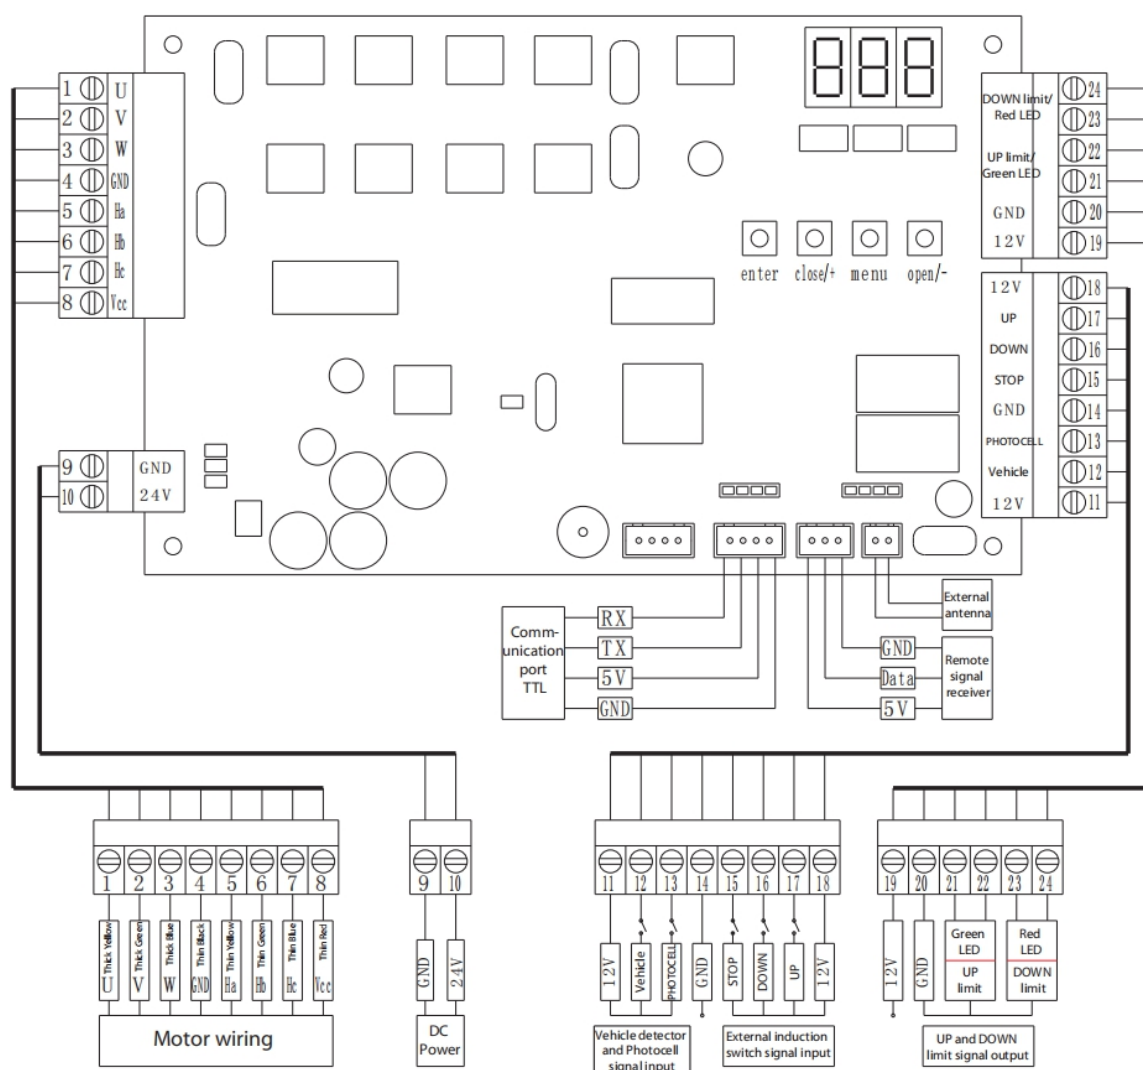 1 U
2 V
3 W
4 GND
5 Ha
6 Hb
7 Hc
8 Vcc
9 GND
10 24V
enter close/+ menu open/-
DOWN limit/
Red LED
24
23
UP limit/
Green LED
22
21
GND 20
12V 19
12V 18
UP 17
DOWN 16
STOP 15
GND 14
PHOTOCELL 13
Vehicle 12
12V 11
Comm-
unication
port
TTL
RX
TX
5V
GND
External
antenna
GND
Data
5V
Remote
signal
receiver
1 2 3 4 5 6 7 8
Thick Yellow
U
Thick Green
V
Thick Blue
W
Thin Black
GND
Thin Yellow
Ha
Thin Green
Hb
Thin Blue
Hc
Thin Red
Vcc
Motor wiring
9 10
GND
24V
DC
Power
11 12 13 14 15 16 17 18
12V
Vehicle
PHOTOCELL
GND
STOP
DOWN
UP
12V
Vehicle detector
and Photocell
signal input
External induction
switch signal input
19 20 21 22 23 24
12V
GND
Green
LED
UP
limit
Red
LED
DOWN
limit
UP and DOWN
limit signal output